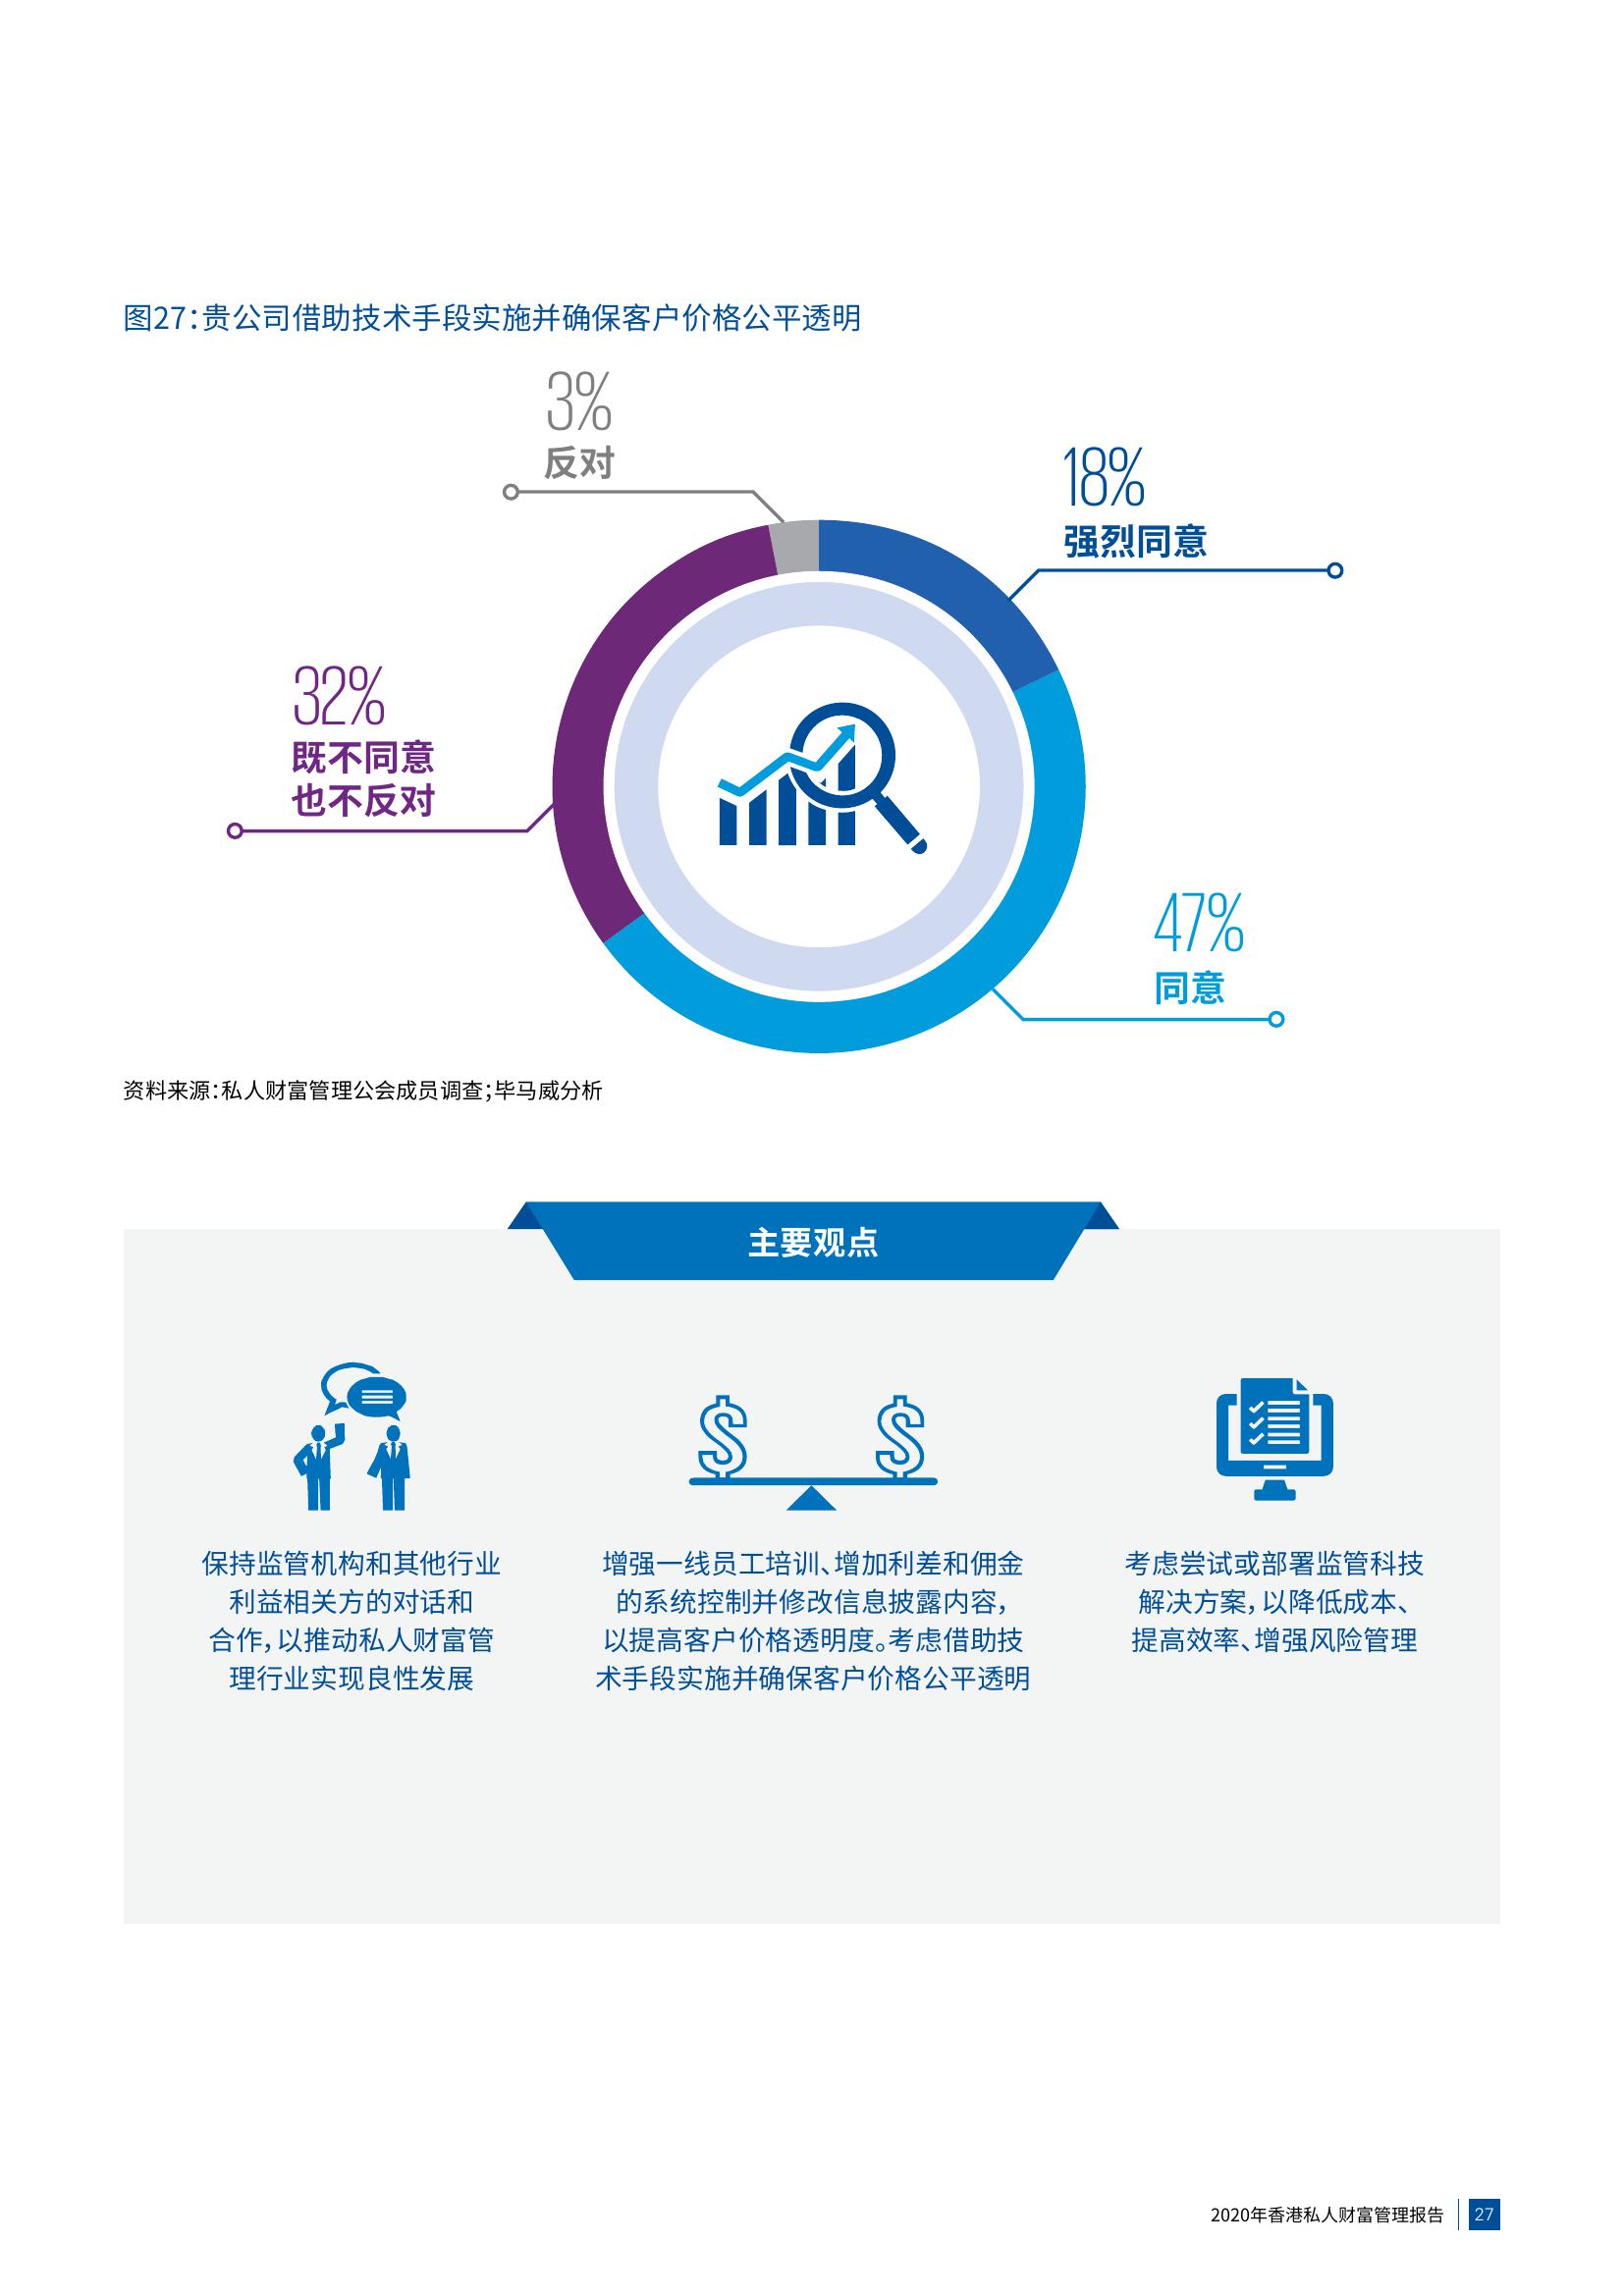 图27：贵公司借助技术手段实施并确保客户价格公平透明
3%
反对
18%
强烈同意
32%
既不同意
也不反对
47%
同意
资料来源：私人财富管理公会成员调查；毕马威分析
主要观点
保持监管机构和其他行业
利益相关方的对话和
合作，以推动私人财富管
理行业实现良性发展
增强一线员工培训、增加利差和佣金
的系统控制并修改信息披露内容，
以提高客户价格透明度。考虑借助技
术手段实施并确保客户价格公平透明
考虑尝试或部署监管科技
解决方案，以降低成本、
提高效率、增强风险管理
2020年香港私人财富管理报告
27